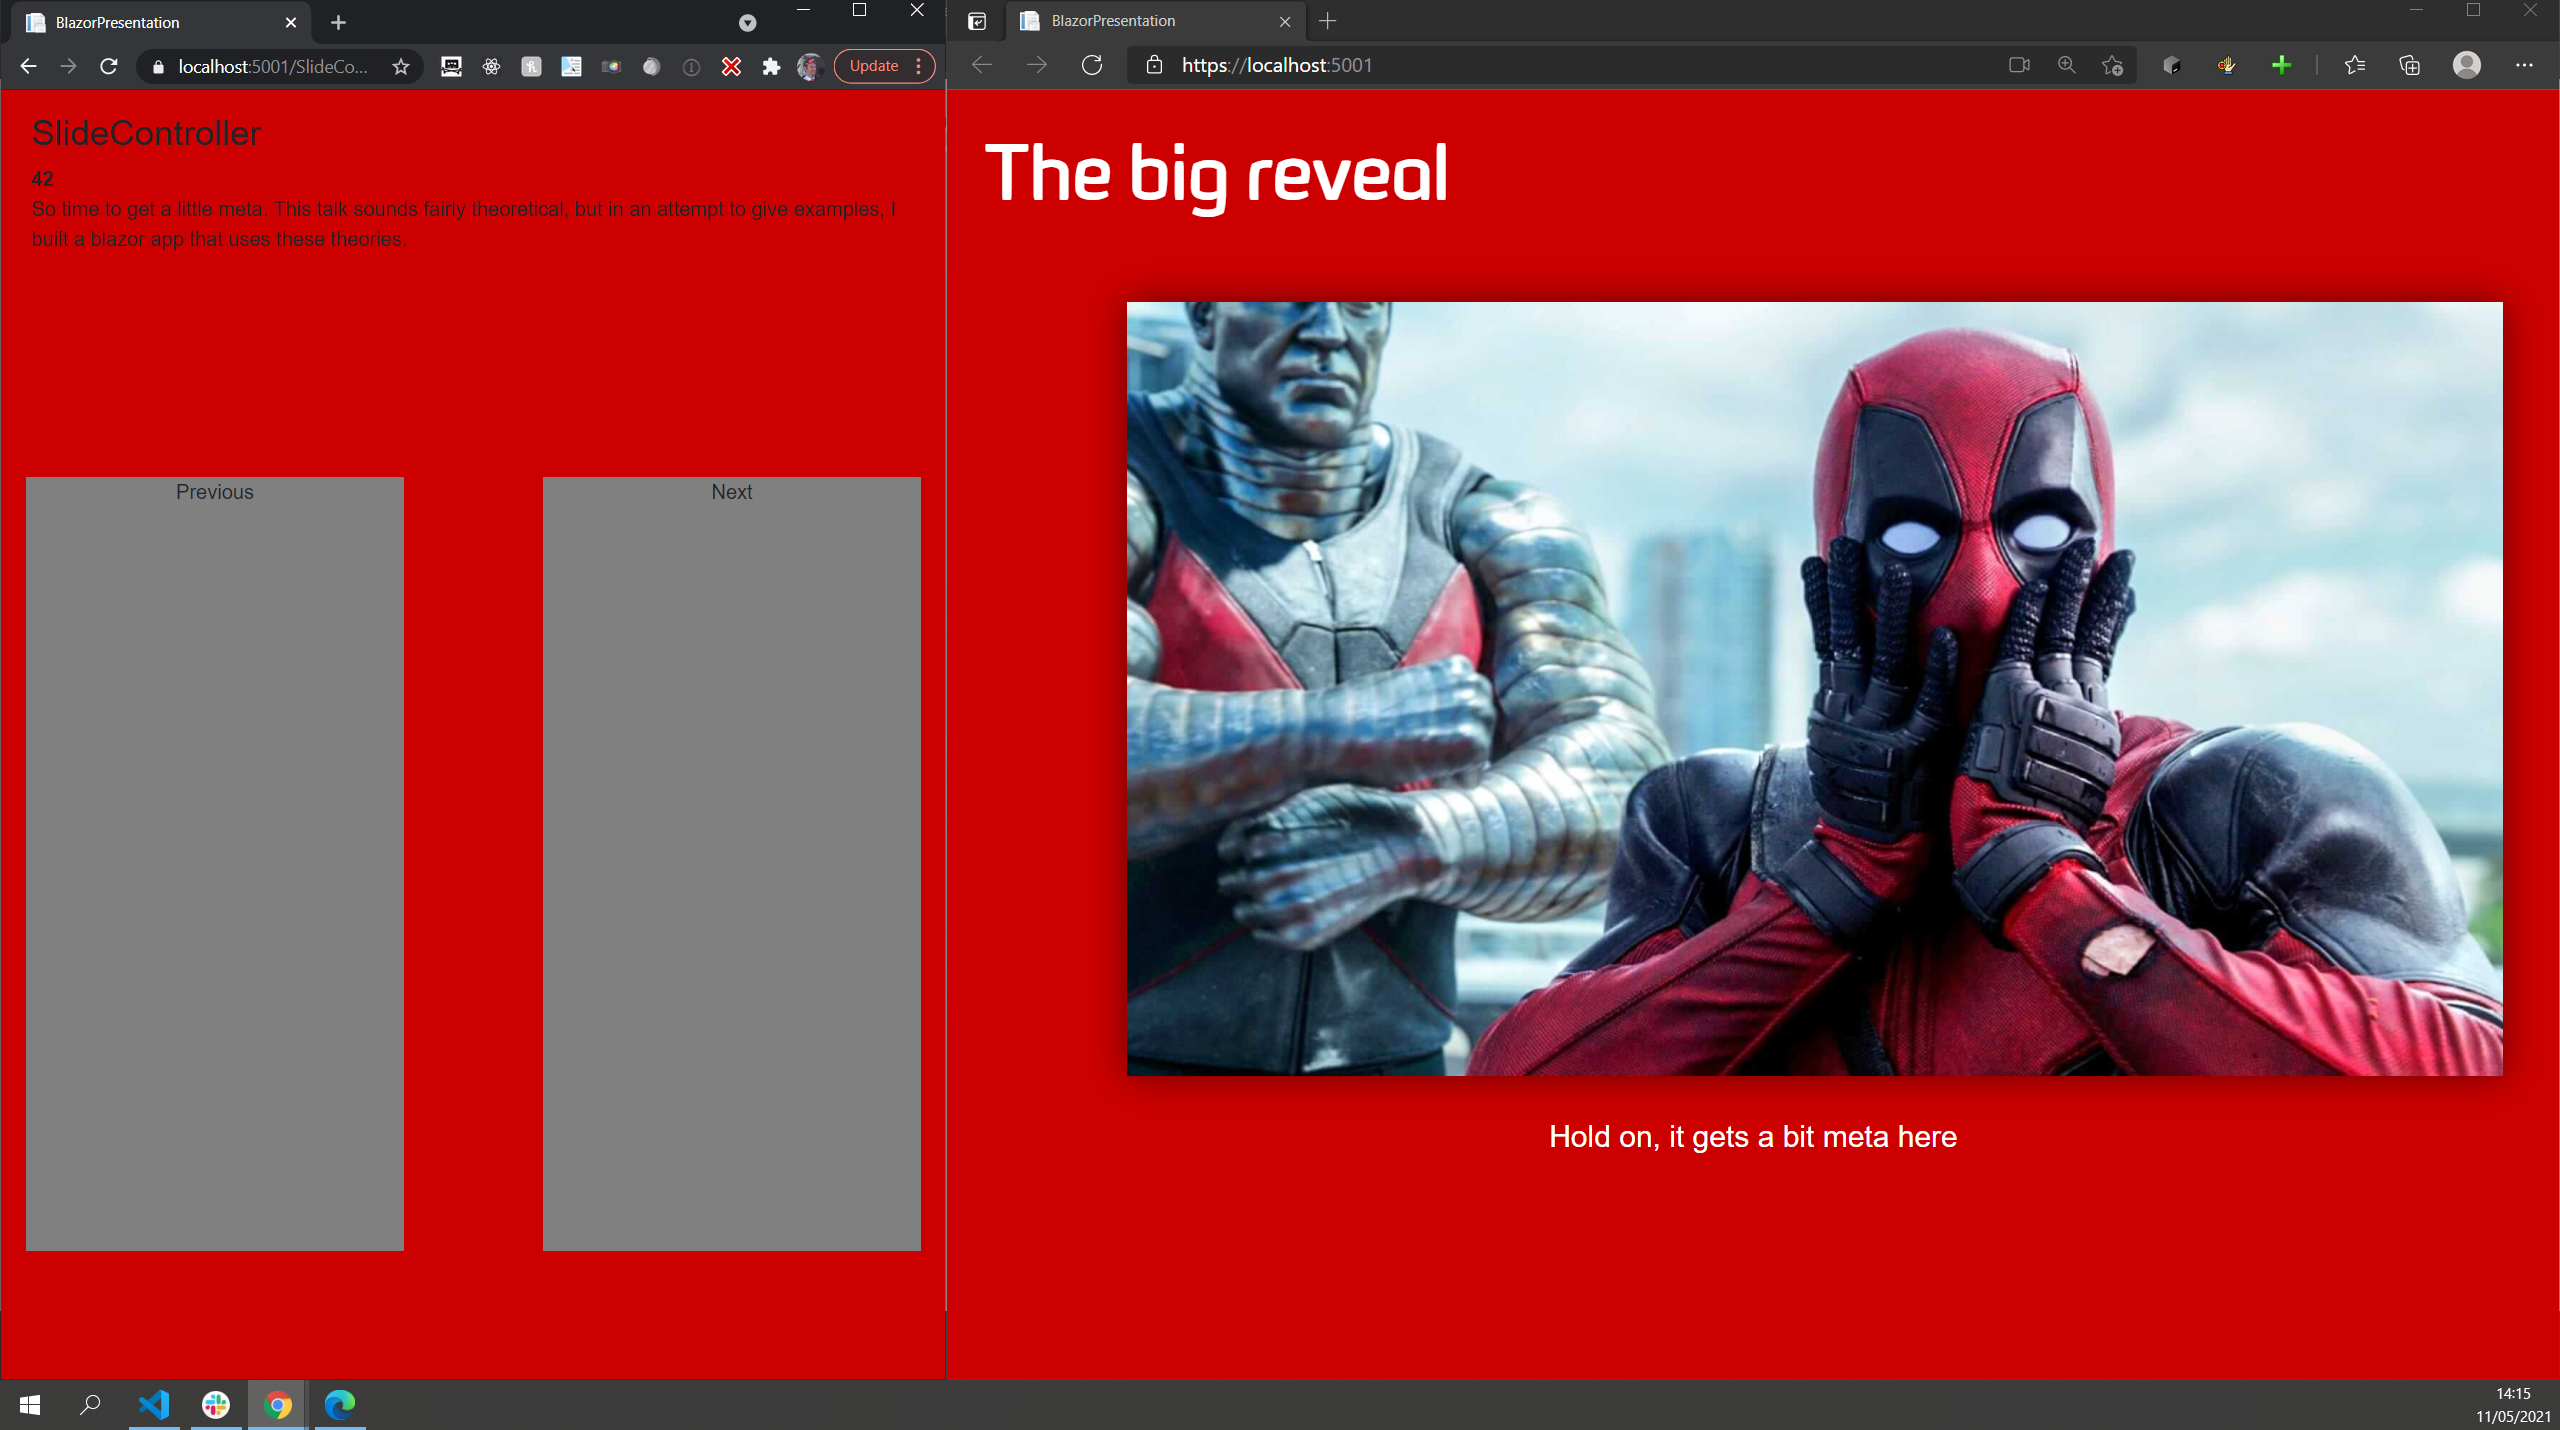 BlazorPresentation
localhost:5001/SlideCo...
Update
SlideController
42
So time to get a little meta. This talk sounds fairly theoretical, but in an attempt to give examples, I
built a blazor app that uses these theories.
Previous
Next
BlazorPresentation
https://localhost:5001
The big reveal
Hold on, it gets a bit meta here
14:15
11/05/2021